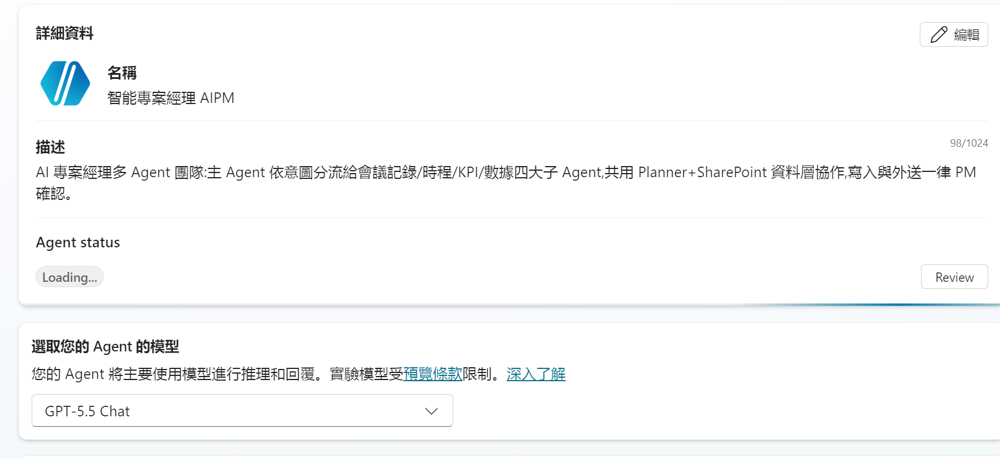 詳細資料
編輯
名稱
智能專案經理 AIPM
描述
98/1024
AI 專案經理多 Agent 團隊:主 Agent 依意圖分流給會議記錄/時程/KPI/數據四大子 Agent,共用 Planner+SharePoint 資料層協作,寫入與外送一律 PM
確認。
Agent status
Loading...
Review
選取您的 Agent 的模型
您的 Agent 將主要使用模型進行推理和回覆。實驗模型受預覽條款限制。深入了解
GPT-5.5 Chat